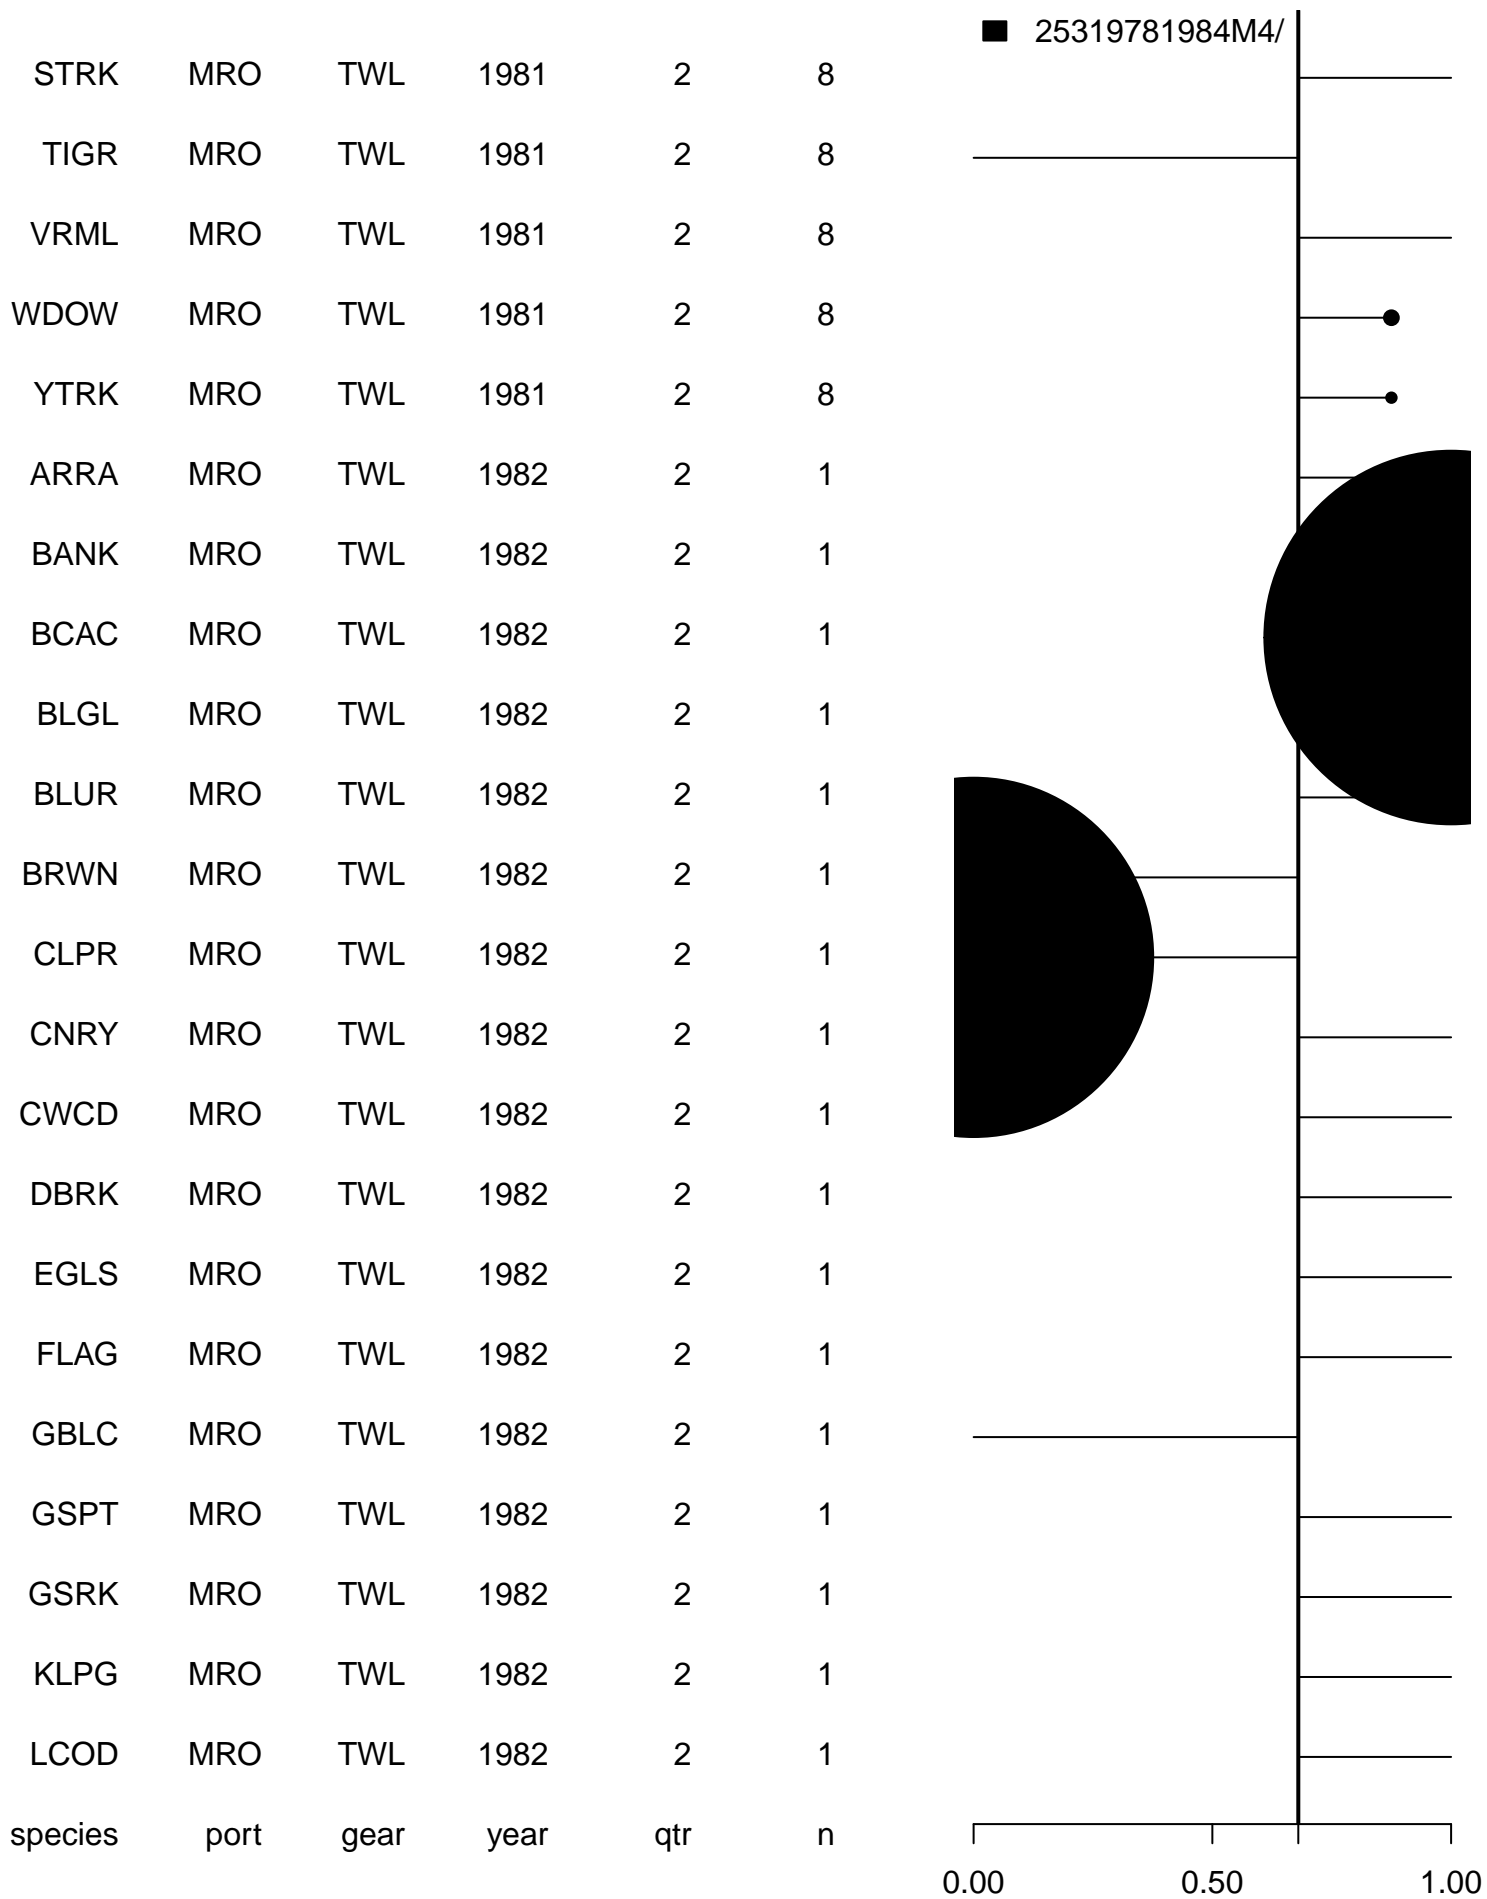 25319781984M4/
STRK MRO TWL 1981 2 8
TIGR MRO TWL 1981 2 8
VRML MRO TWL 1981 2 8
WDOW MRO TWL 1981 2 8
YTRK MRO TWL 1981 2 8
ARRA MRO TWL 1982 2 1
BANK MRO TWL 1982 2 1
BCAC MRO TWL 1982 2 1
BLGL MRO TWL 1982 2 1
BLUR MRO TWL 1982 2 1
BRWN MRO TWL 1982 2 1
CLPR MRO TWL 1982 2 1
CNRY MRO TWL 1982 2 1
CWCD MRO TWL 1982 2 1
DBRK MRO TWL 1982 2 1
EGLS MRO TWL 1982 2 1
FLAG MRO TWL 1982 2 1
GBLC MRO TWL 1982 2 1
GSPT MRO TWL 1982 2 1
GSRK MRO TWL 1982 2 1
KLPG MRO TWL 1982 2 1
LCOD MRO TWL 1982 2 1
species port gear year qtr n
0.00 0.50 1.00